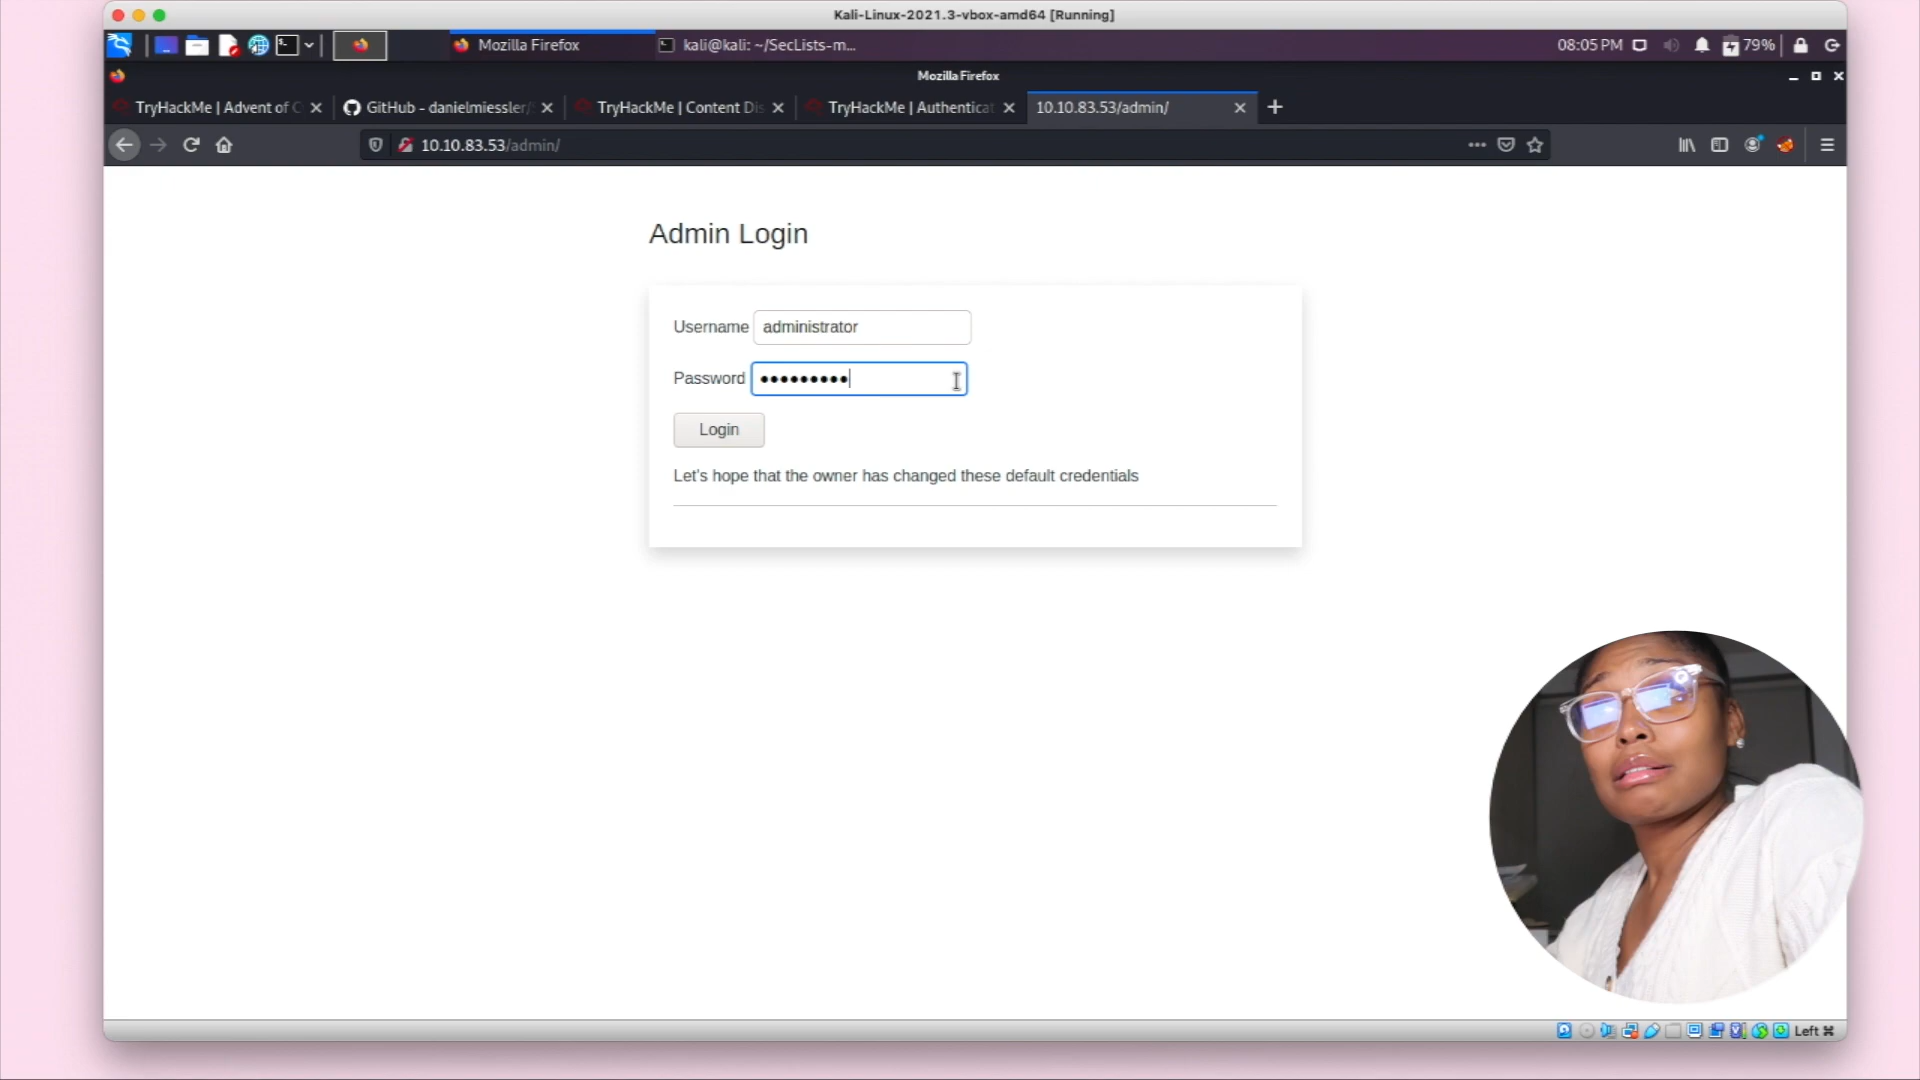 Kali-Linux-2021.3-vbox-amd64 [Running]
Mozilla Firefox
kali@kali: ~/SecLists-m...
08:05 PM
79%
Mozilla Firefox
TryHackMe | Advent of C
GitHub - danielmiessler/
TryHackMe | Content Dis
TryHackMe | Authenticat
10.10.83.53/admin/
10.10.83.53/admin/
Admin Login
Username administrator
Password
Login
Let's hope that the owner has changed these default credentials
Left ⌘